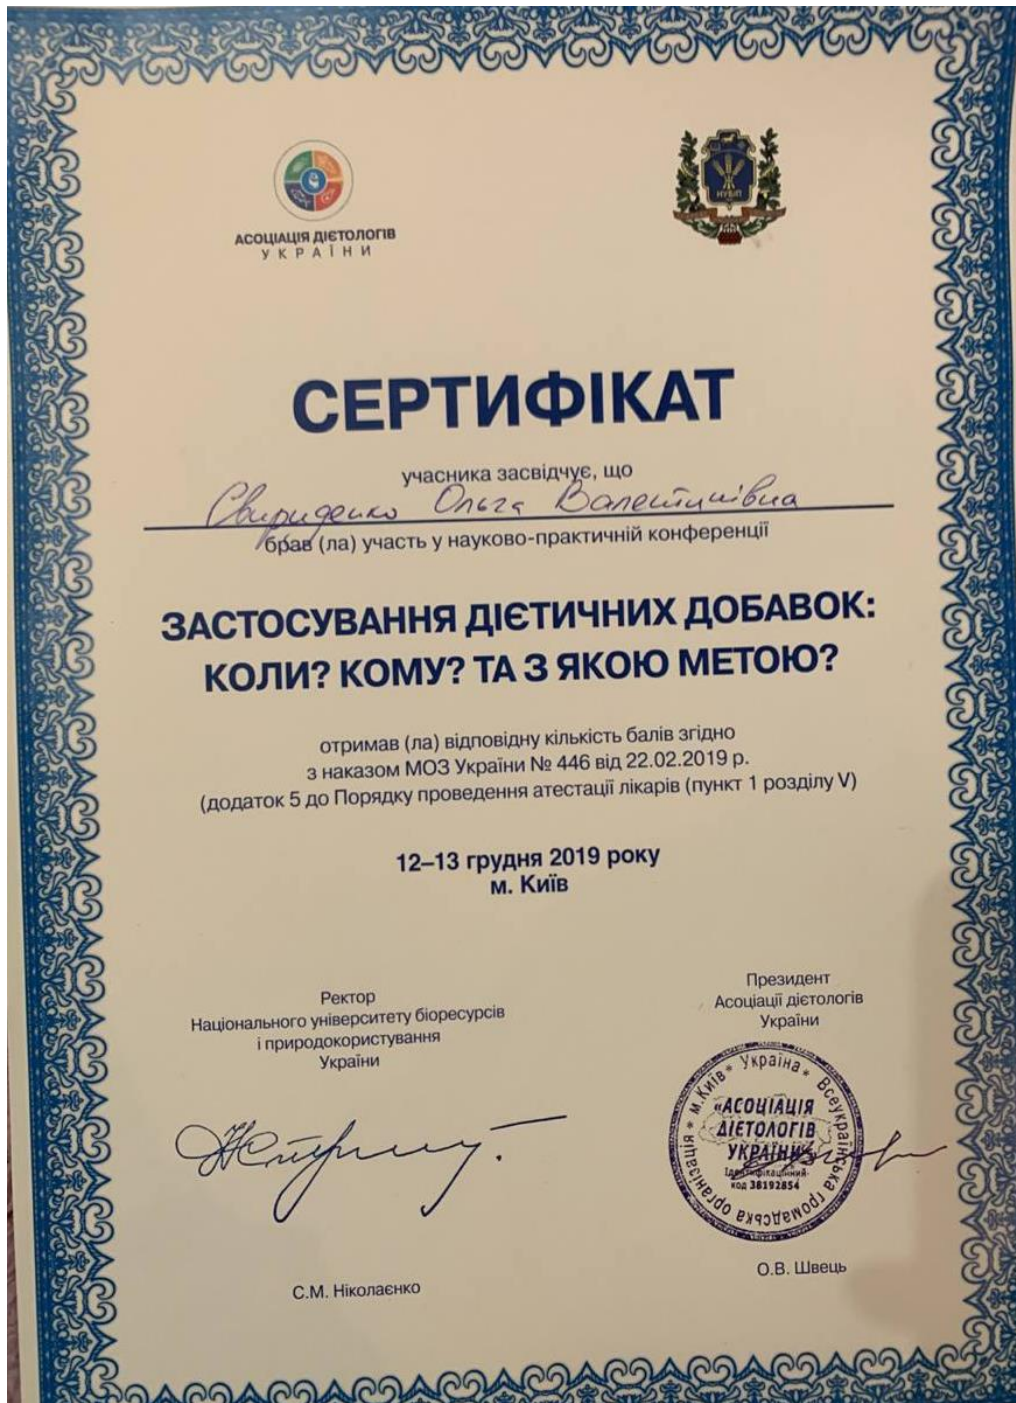 АСОЦІАЦІЯ ДІЄТОЛОГІВ
УКРАЇНИ
НУБІП
СЕРТИФІКАТ
учасника засвідчує, що
Свириденко Ольга Валентинівна
брав (ла) участь у науково-практичній конференції
ЗАСТОСУВАННЯ ДІЄТИЧНИХ ДОБАВОК:
КОЛИ? КОМУ? ТА З ЯКОЮ МЕТОЮ?
отримав (ла) відповідну кількість балів згідно
з наказом МОЗ України № 446 від 22.02.2019 р.
(додаток 5 до Порядку проведення атестації лікарів (пункт 1 розділу V)
12–13 грудня 2019 року
м. Київ
Ректор
Національного університету біоресурсів
і природокористування
України
С.М. Ніколаєнко
Президент
Асоціації дієтологів
України
м.Київ * Україна * Всеукраїнська громадська організація *
«АСОЦІАЦІЯ
ДІЄТОЛОГІВ
УКРАЇНИ»
Ідентифікаційний
код 38192854
О.В. Швець